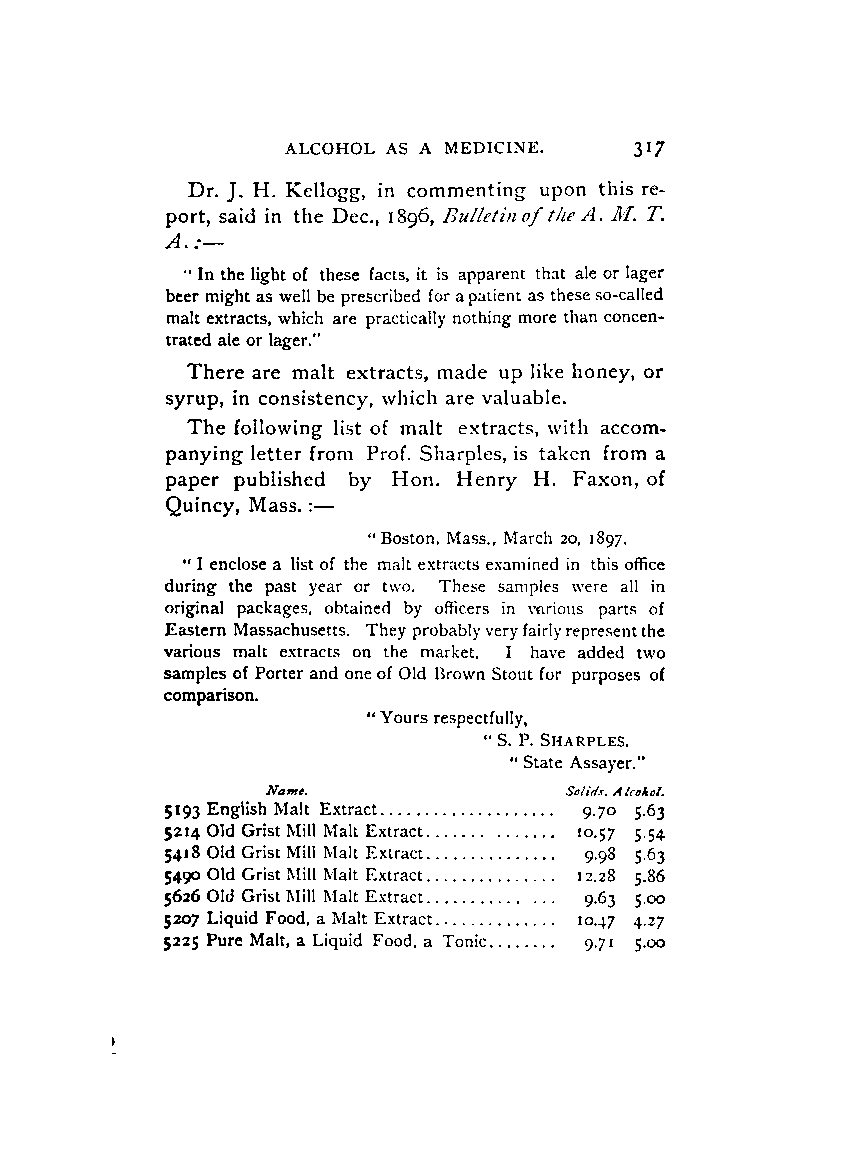 ALCOHOL AS A MEDICINE. 317
Dr. J. H. Kellogg, in commenting upon this re-
port, said in the Dec., 1896, Bulletin of the A. M. T.
A.:—
" In the light of these facts, it is apparent that ale or lager
beer might as well be prescribed for a patient as these so-called
malt extracts, which are practically nothing more than concen-
trated ale or lager."
There are malt extracts, made up like honey, or
syrup, in consistency, which are valuable.
The following list of malt extracts, with accom-
panying letter from Prof. Sharples, is taken from a
paper published by Hon. Henry H. Faxon, of
Quincy, Mass. :—
" Boston, Mass., March 20, 1897.
" I enclose a list of the malt extracts examined in this office
during the past year or two. These samples were all in
original packages, obtained by officers in various parts of
Eastern Massachusetts. They probably very fairly represent the
various malt extracts on the market. I have added two
samples of Porter and one of Old Brown Stout for purposes of
comparison.
" Yours respectfully,
" S. P. SHARPLES.
" State Assayer."
Name. Solids. Alcohol.
5193 English Malt Extract.................... 9.70 5.63
5214 Old Grist Mill Malt Extract....... ....... 10.57 5.54
5418 Old Grist Mill Malt Extract............... 9.98 5.63
5490 Old Grist Mill Malt Extract............... 12.28 5.86
5626 Old Grist Mill Malt Extract........... ... 9.63 5.00
5207 Liquid Food, a Malt Extract.............. 10.47 4.27
5225 Pure Malt, a Liquid Food, a Tonic........ 9.71 5.00